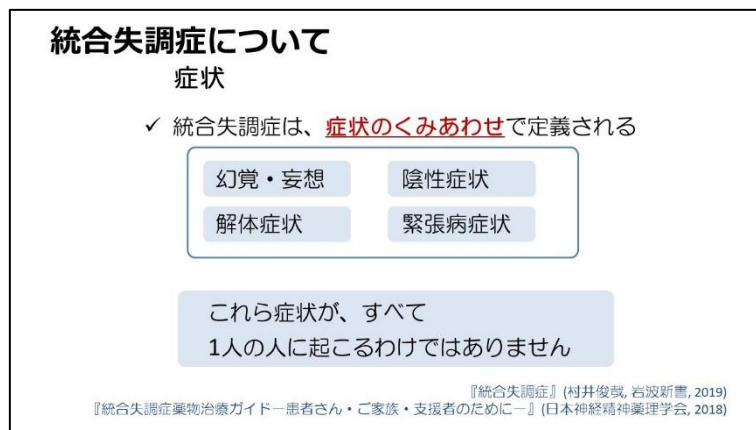 統合失調症について
症状
✓ 統合失調症は、症状のくみあわせで定義される
幻覚・妄想
陰性症状
解体症状
緊張病症状
これら症状が、すべて
1人の人に起こるわけではありません
『統合失調症』(村井俊哉, 岩波新書, 2019)
『統合失調症薬物治療ガイド―患者さん・ご家族・支援者のために―』(日本神経精神薬理学会, 2018)